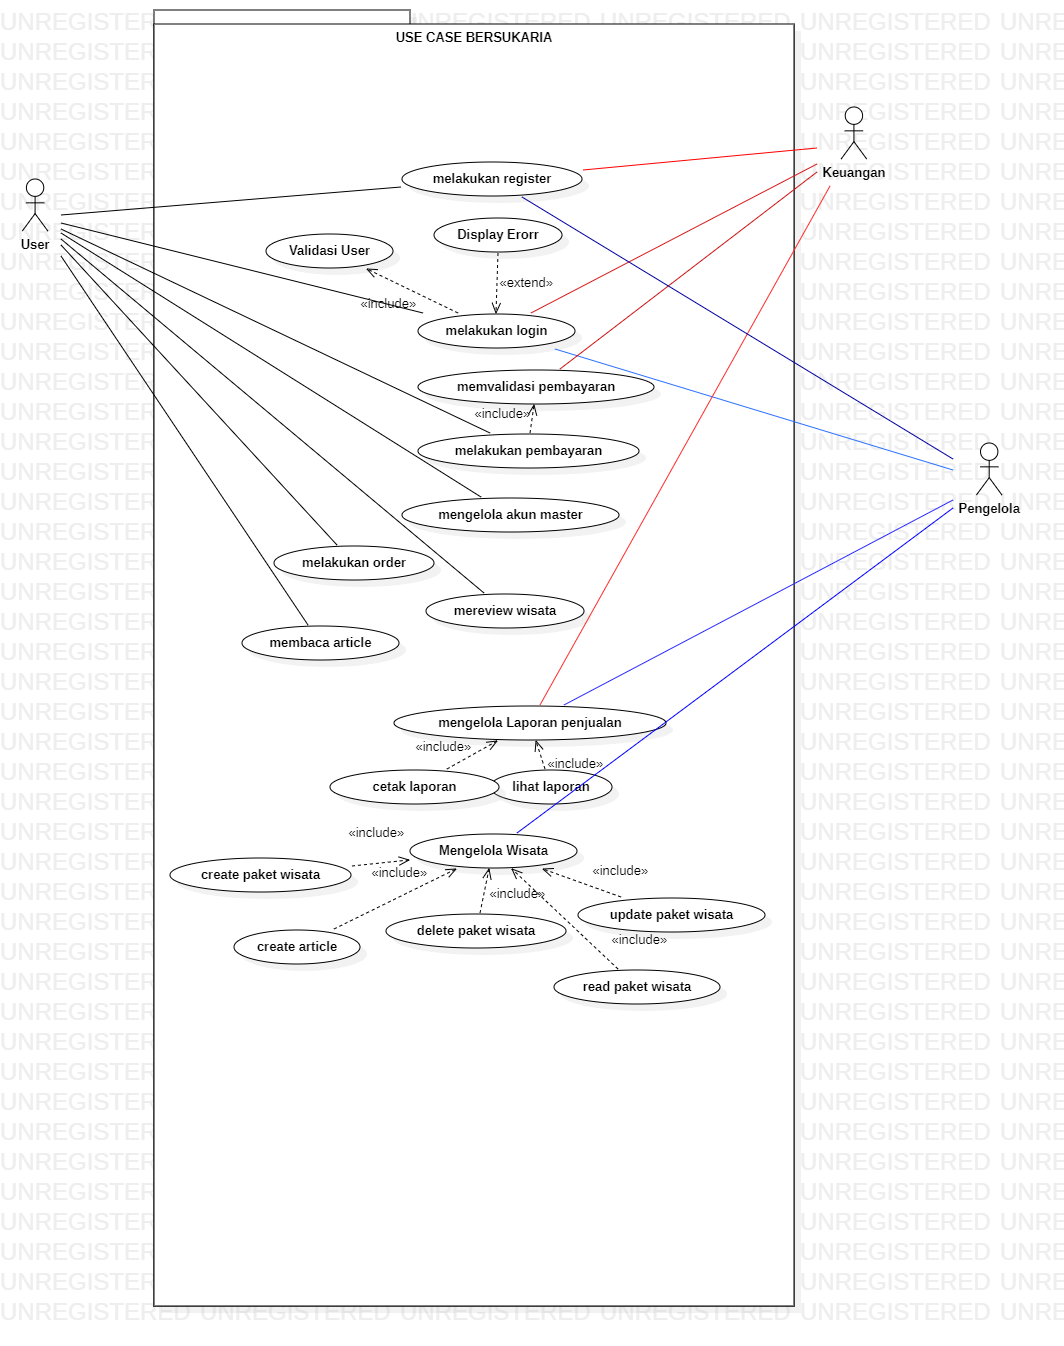 USE CASE BERSUKARIA
Keuangan
melakukan register
User
Display Erorr
Validasi User
«extend»
«include»
melakukan login
memvalidasi pembayaran
«include»
melakukan pembayaran
Pengelola
mengelola akun master
melakukan order
mereview wisata
membaca article
mengelola Laporan penjualan
«include»
«include»
cetak laporan
lihat laporan
«include»
Mengelola Wisata
create paket wisata
«include»
«include»
«include»
update paket wisata
delete paket wisata
«include»
create article
read paket wisata
UNREGISTERED